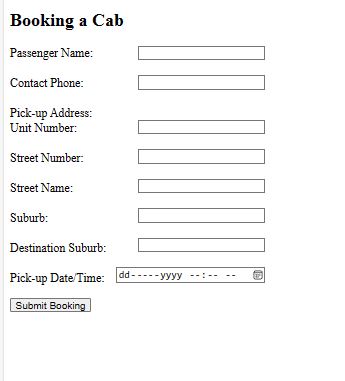 Booking a Cab
Passenger Name:
Contact Phone:
Pick-up Address:
Unit Number:
Street Number:
Street Name:
Suburb:
Destination Suburb:
Pick-up Date/Time: dd-----yyyy --:-- --
Submit Booking